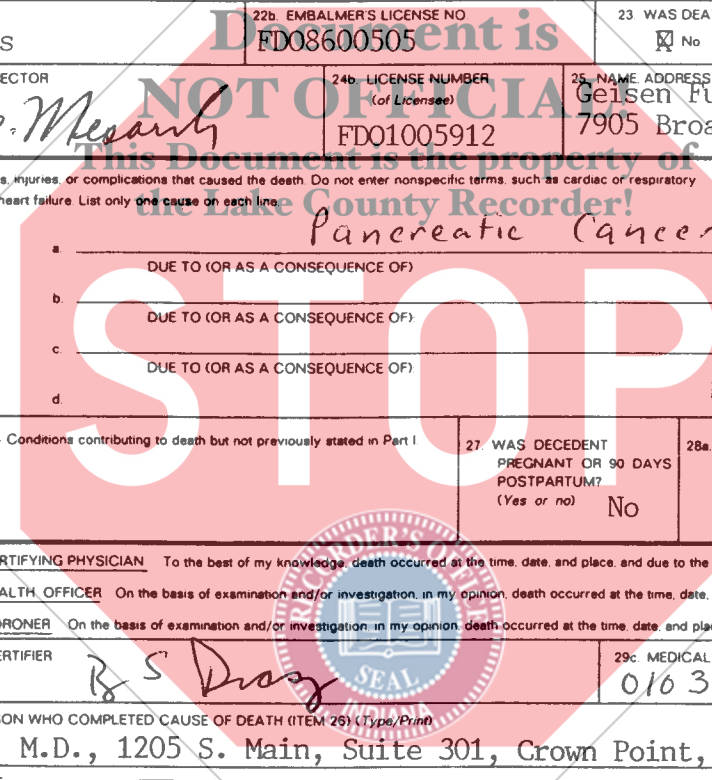 22b. EMBALMER'S LICENSE NO. 23. WAS DEA
S FD08600505 X No
ECTOR 24b. LICENSE NUMBER 25. NAME, ADDRESS
(of Licensee) Geisen Fu
FD01005912 7905 Broa
Document is
NOT OFFICIAL!
This Document is the property of
the Lake County Recorder!
s, injuries, or complications that caused the death. Do not enter nonspecific terms, such as cardiac or respiratory
heart failure. List only one cause on each line.
a. Pancreatic Cancer
DUE TO (OR AS A CONSEQUENCE OF)
b.
DUE TO (OR AS A CONSEQUENCE OF):
c.
DUE TO (OR AS A CONSEQUENCE OF)
d.
STOP
Conditions contributing to death but not previously stated in Part I. 27. WAS DECEDENT 28a.
PREGNANT OR 90 DAYS
POSTPARTUM?
(Yes or no) No
RTIFYING PHYSICIAN To the best of my knowledge, death occurred at the time, date, and place, and due to the
ALTH OFFICER On the basis of examination and/or investigation, in my opinion, death occurred at the time, date,
RONER On the basis of examination and/or investigation, in my opinion, death occurred at the time, date, and plac
RECORDER'S OFFICE
SEAL
INDIANA
ERTIFIER 29c. MEDICAL
0103
SON WHO COMPLETED CAUSE OF DEATH (ITEM 26) (Type/Print)
M.D., 1205 S. Main, Suite 301, Crown Point,